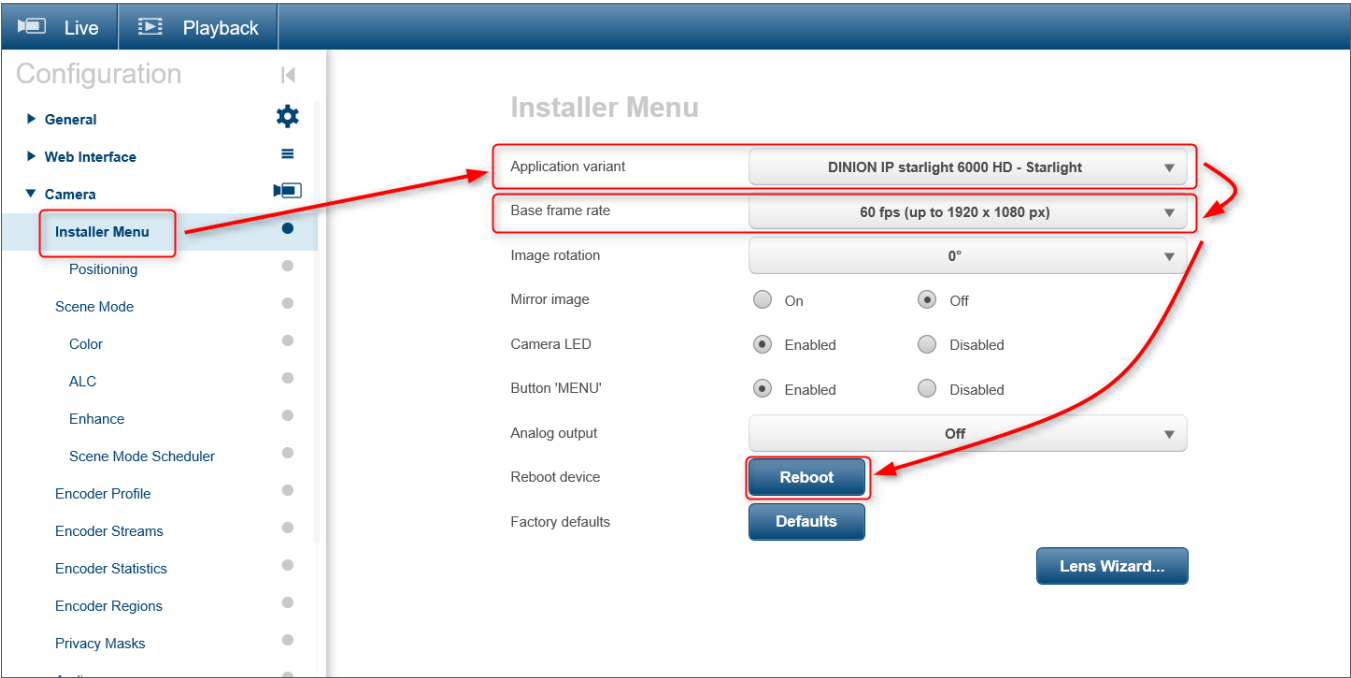 Live Playback
Configuration
General
Web Interface
Camera
Installer Menu
Positioning
Scene Mode
Color
ALC
Enhance
Scene Mode Scheduler
Encoder Profile
Encoder Streams
Encoder Statistics
Encoder Regions
Privacy Masks
Installer Menu
Application variant DINION IP starlight 6000 HD - Starlight
Base frame rate 60 fps (up to 1920 x 1080 px)
Image rotation 0°
Mirror image On Off
Camera LED Enabled Disabled
Button 'MENU' Enabled Disabled
Analog output Off
Reboot device Reboot
Factory defaults Defaults
Lens Wizard...